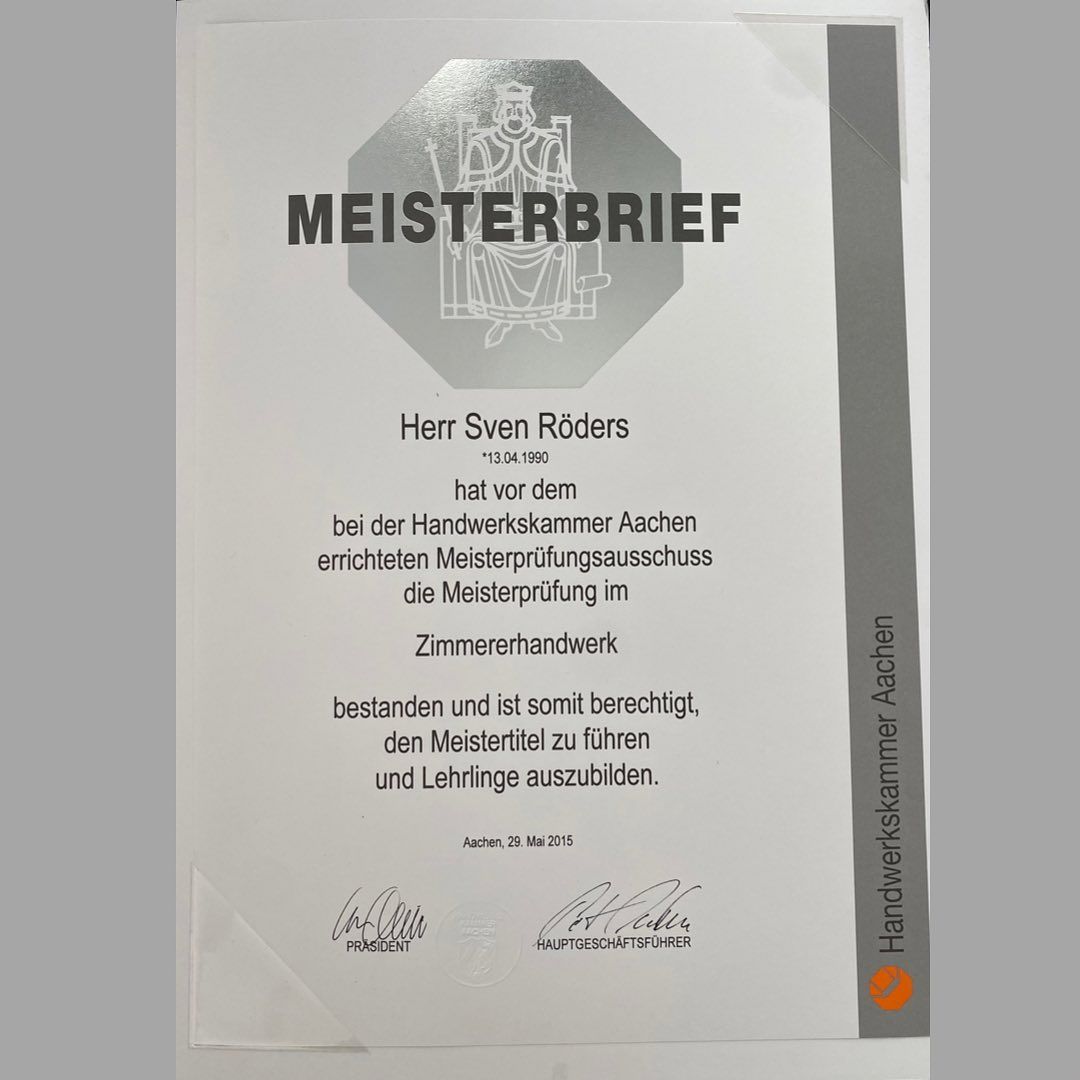 MEISTERBRIEF
Herr Sven Röders
*13.04.1990
hat vor dem
bei der Handwerkskammer Aachen
errichteten Meisterprüfungsausschuss
die Meisterprüfung im
Zimmererhandwerk
bestanden und ist somit berechtigt,
den Meistertitel zu führen
und Lehrlinge auszubilden.
Aachen, 29. Mai 2015
PRÄSIDENT
HAUPTGESCHÄFTSFÜHRER
Handwerkskammer Aachen